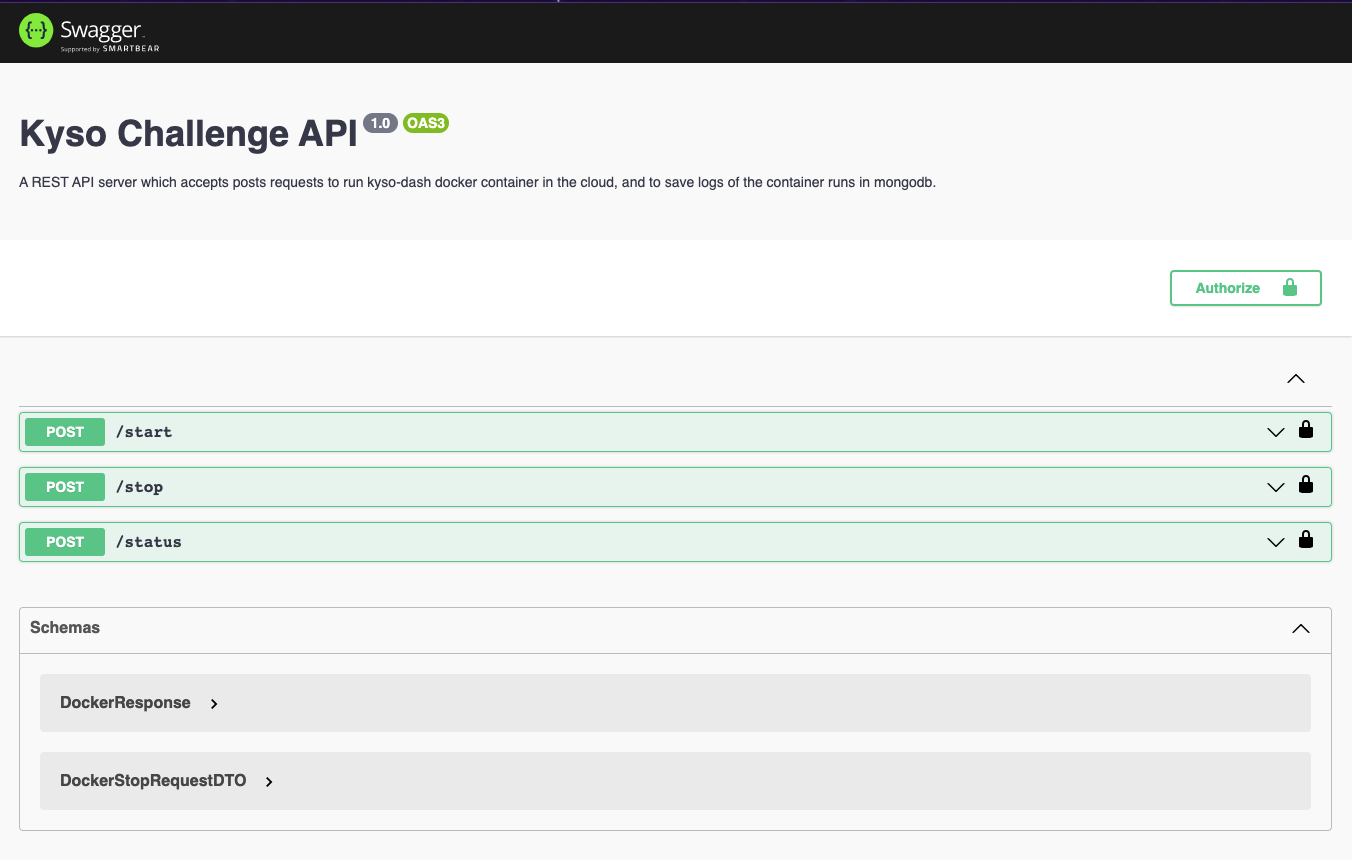 {···} Swagger.
Supported by SMARTBEAR
Kyso Challenge API 1.0 OAS3
A REST API server which accepts posts requests to run kyso-dash docker container in the cloud, and to save logs of the container runs in mongodb.
Authorize
POST /start
POST /stop
POST /status
Schemas
DockerResponse
DockerStopRequestDTO